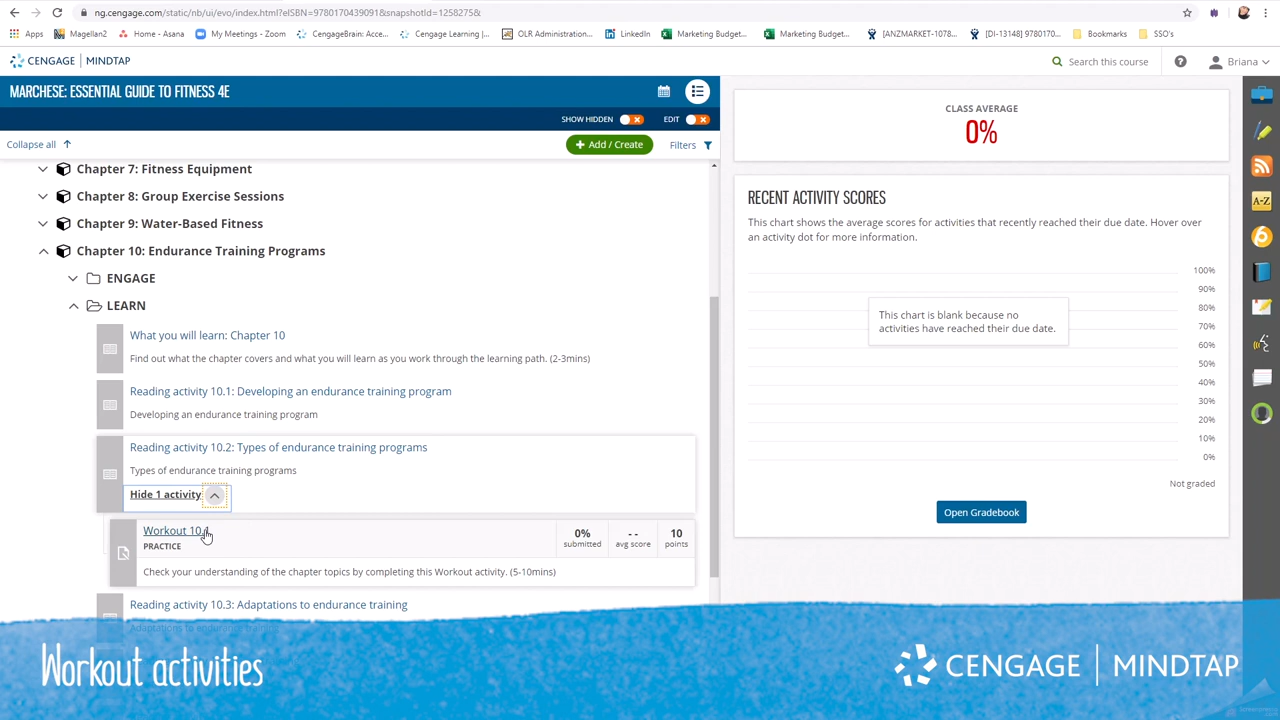 ng.cengage.com/static/nb/ui/evo/index.html?eISBN=9780170439091&snapshotId=1258275&
Apps Magellan2 Home - Asana My Meetings - Zoom CengageBrain: Acce... Cengage Learning |... OLR Administration... LinkedIn Marketing Budget... Marketing Budget... [ANZMARKET-1078... [DI-13148] 9780170... Bookmarks SSO's
CENGAGE | MINDTAP
Search this course
Briana
MARCHESE: ESSENTIAL GUIDE TO FITNESS 4E
SHOW HIDDEN
EDIT
Collapse all
+ Add / Create
Filters
Chapter 7: Fitness Equipment
Chapter 8: Group Exercise Sessions
Chapter 9: Water-Based Fitness
Chapter 10: Endurance Training Programs
ENGAGE
LEARN
What you will learn: Chapter 10
Find out what the chapter covers and what you will learn as you work through the learning path. (2-3mins)
Reading activity 10.1: Developing an endurance training program
Developing an endurance training program
Reading activity 10.2: Types of endurance training programs
Types of endurance training programs
Hide 1 activity
Workout 10.1
PRACTICE
0% submitted
-- avg score
10 points
Check your understanding of the chapter topics by completing this Workout activity. (5-10mins)
Reading activity 10.3: Adaptations to endurance training
Adaptations to endurance training
CLASS AVERAGE
0%
RECENT ACTIVITY SCORES
This chart shows the average scores for activities that recently reached their due date. Hover over
an activity dot for more information.
100%
90%
80%
70%
60%
50%
40%
30%
20%
10%
0%
This chart is blank because no
activities have reached their due date.
Not graded
Open Gradebook
A-Z
Workout activities
CENGAGE | MINDTAP